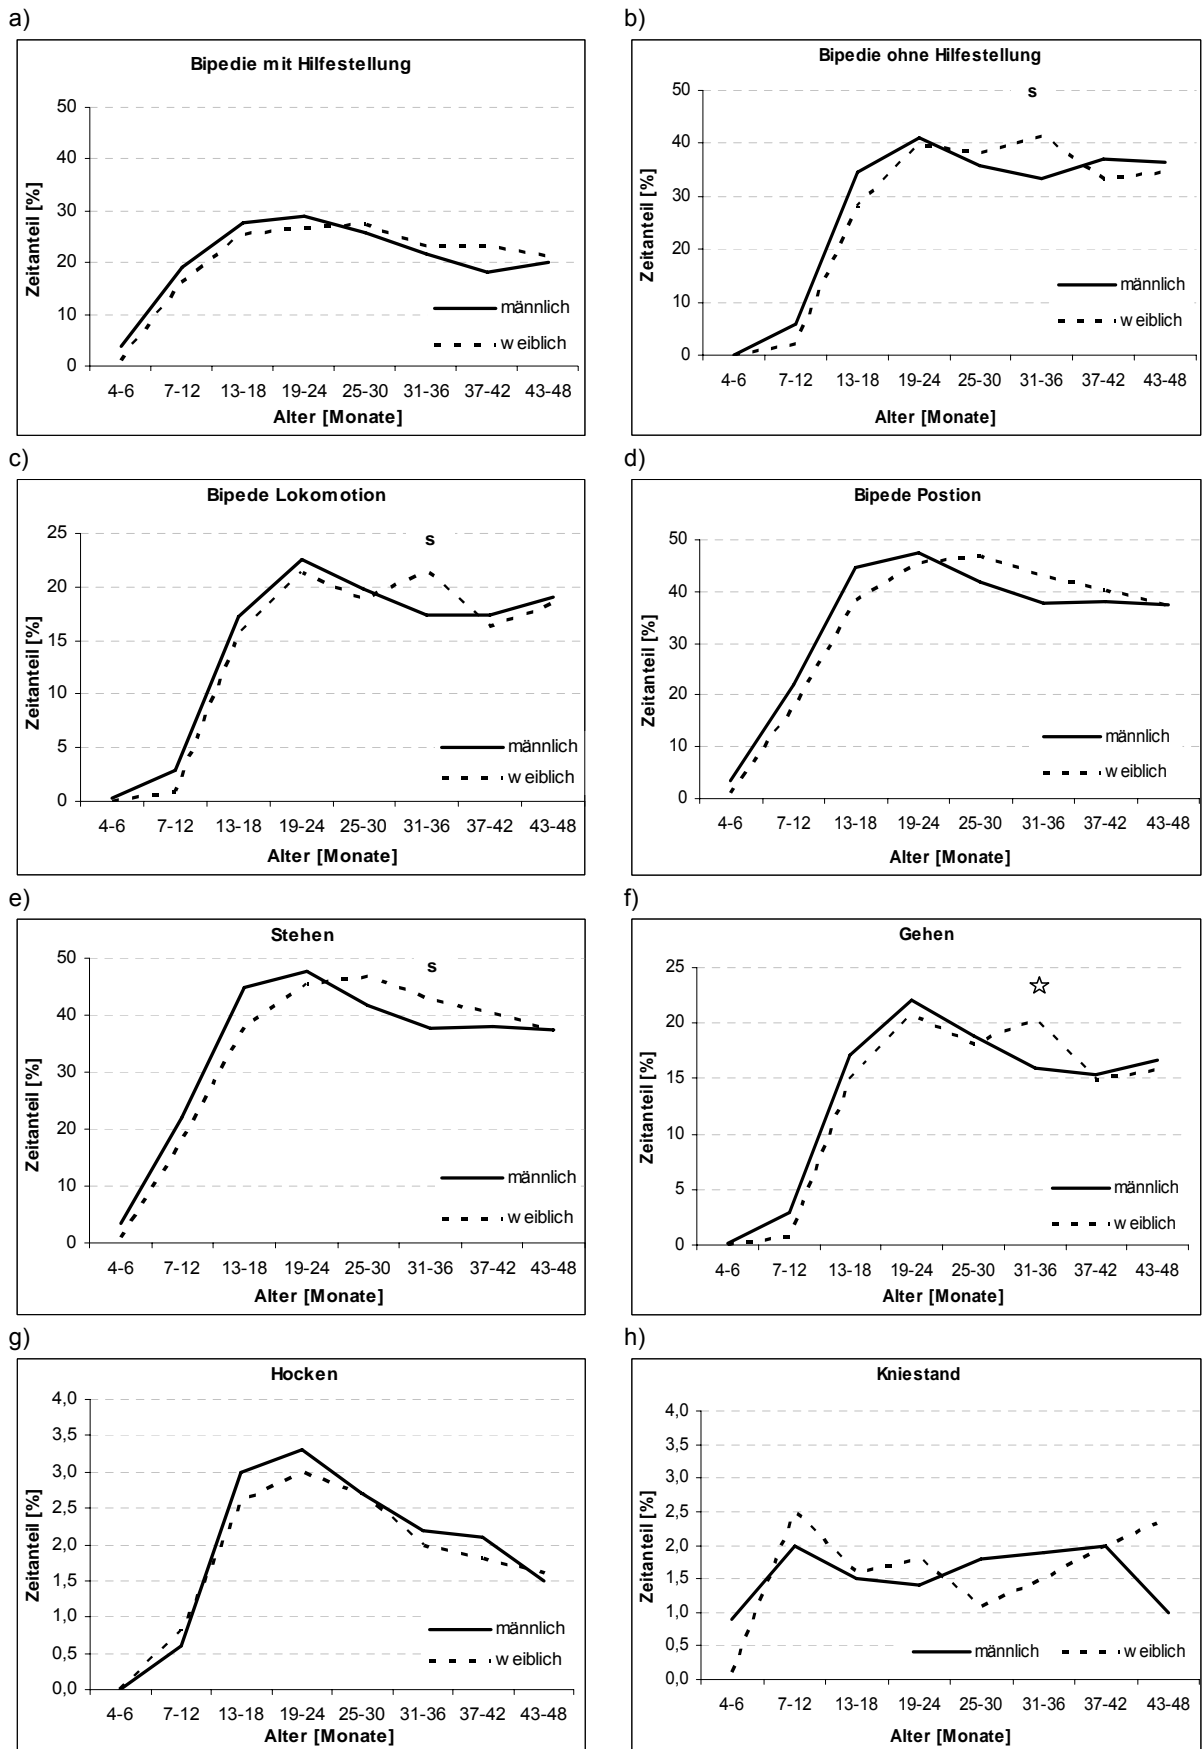 a)
Bipedie mit Hilfestellung
50
40
30
20
10
0
Zeitanteil [%]
männlich
weiblich
4-6 7-12 13-18 19-24 25-30 31-36 37-42 43-48
Alter [Monate]
b)
Bipedie ohne Hilfestellung
s
50
40
30
20
10
0
Zeitanteil [%]
männlich
weiblich
4-6 7-12 13-18 19-24 25-30 31-36 37-42 43-48
Alter [Monate]
c)
Bipede Lokomotion
s
25
20
15
10
5
0
Zeitanteil [%]
männlich
weiblich
4-6 7-12 13-18 19-24 25-30 31-36 37-42 43-48
Alter [Monate]
d)
Bipede Postion
50
40
30
20
10
0
Zeitanteil [%]
männlich
weiblich
4-6 7-12 13-18 19-24 25-30 31-36 37-42 43-48
Alter [Monate]
e)
Stehen
s
50
40
30
20
10
0
Zeitanteil [%]
männlich
weiblich
4-6 7-12 13-18 19-24 25-30 31-36 37-42 43-48
Alter [Monate]
f)
Gehen
25
20
15
10
5
0
Zeitanteil [%]
männlich
weiblich
4-6 7-12 13-18 19-24 25-30 31-36 37-42 43-48
Alter [Monate]
g)
Hocken
4,0
3,5
3,0
2,5
2,0
1,5
1,0
0,5
0,0
Zeitanteil [%]
männlich
weiblich
4-6 7-12 13-18 19-24 25-30 31-36 37-42 43-48
Alter [Monate]
h)
Kniestand
4,0
3,5
3,0
2,5
2,0
1,5
1,0
0,5
0,0
Zeitanteil [%]
männlich weiblich
4-6 7-12 13-18 19-24 25-30 31-36 37-42 43-48
Alter [Monate]